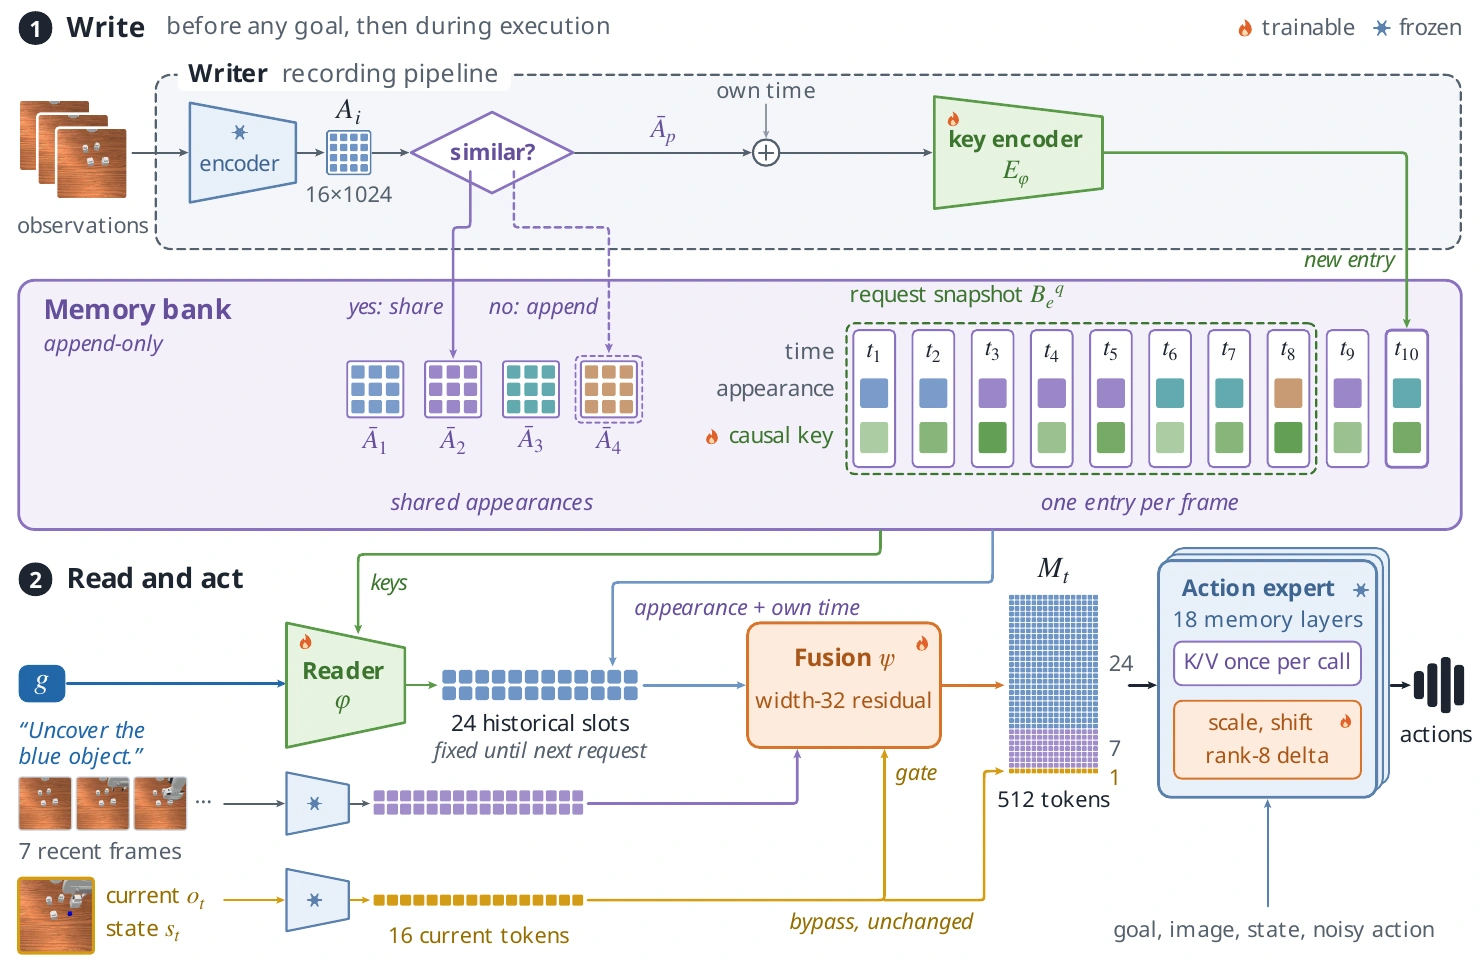 1 Write before any goal, then during execution
trainable frozen
Writer recording pipeline
own time
A_i
Ā_p
similar?
encoder
key encoder
E_φ
16×1024
observations
new entry
Memory bank
append-only
yes: share
no: append
request snapshot B_e^q
time t_1 t_2 t_3 t_4 t_5 t_6 t_7 t_8 t_9 t_10
appearance
causal key
Ā_1 Ā_2 Ā_3 Ā_4
shared appearances
one entry per frame
2 Read and act
keys
appearance + own time
M_t
Action expert
18 memory layers
K/V once per call
scale, shift
rank-8 delta
actions
g
Reader
φ
Fusion ψ
width-32 residual
24
7
1
512 tokens
24 historical slots
fixed until next request
gate
“Uncover the
blue object.”
...
7 recent frames
current o_t
state s_t
16 current tokens
bypass, unchanged
goal, image, state, noisy action